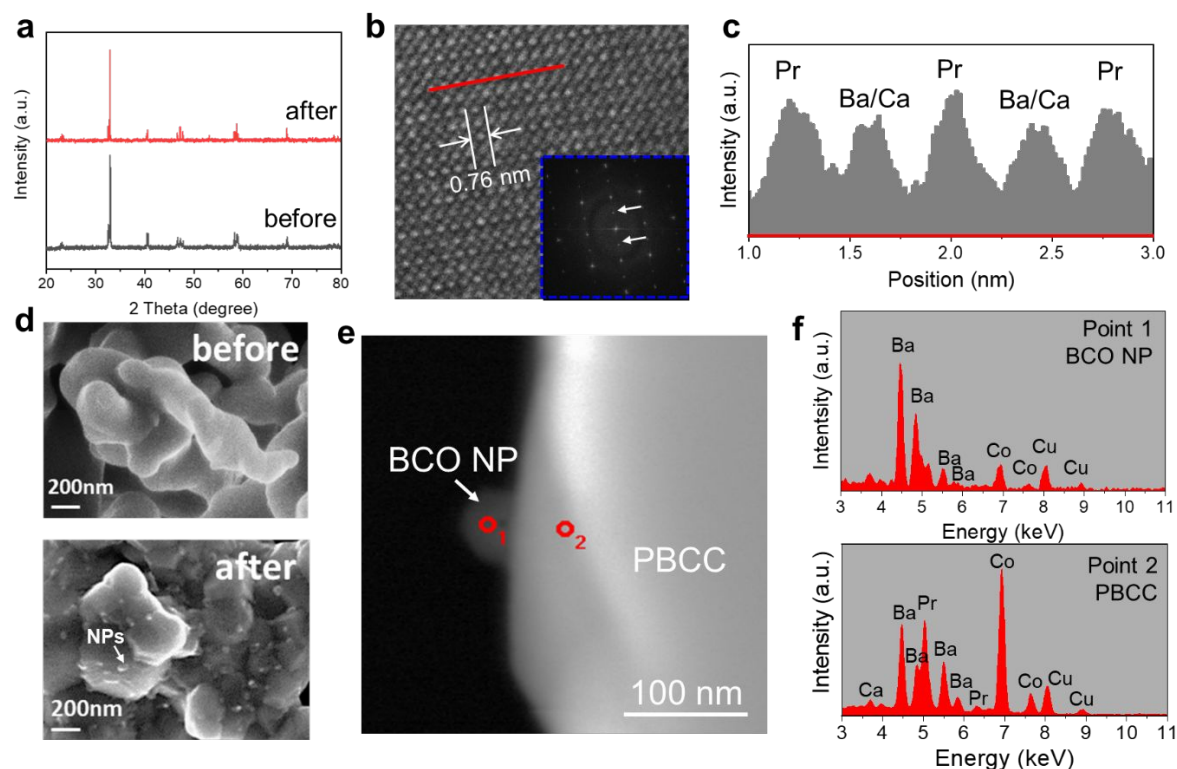 a
after
before
Intensity (a.u.)
20 30 40 50 60 70 80
2 Theta (degree)
b
0.76 nm
c
Pr Pr Pr
Ba/Ca Ba/Ca
Intensity (a.u.)
1.0 1.5 2.0 2.5 3.0
Position (nm)
d
before
200nm
after
NPs
200nm
e
BCO NP
1
2
PBCC
100 nm
f
Point 1
BCO NP
Ba
Ba
Ba
Ba
Co
Co
Cu
Cu
Intentsity (a.u.)
3 4 5 6 7 8 9 10 11
Energy (keV)
Point 2
PBCC
Co
Ba
Pr
Ba
Ba
Ba
Ca
Pr
Co
Cu
Cu
Intensity (a.u.)
3 4 5 6 7 8 9 10 11
Energy (keV)